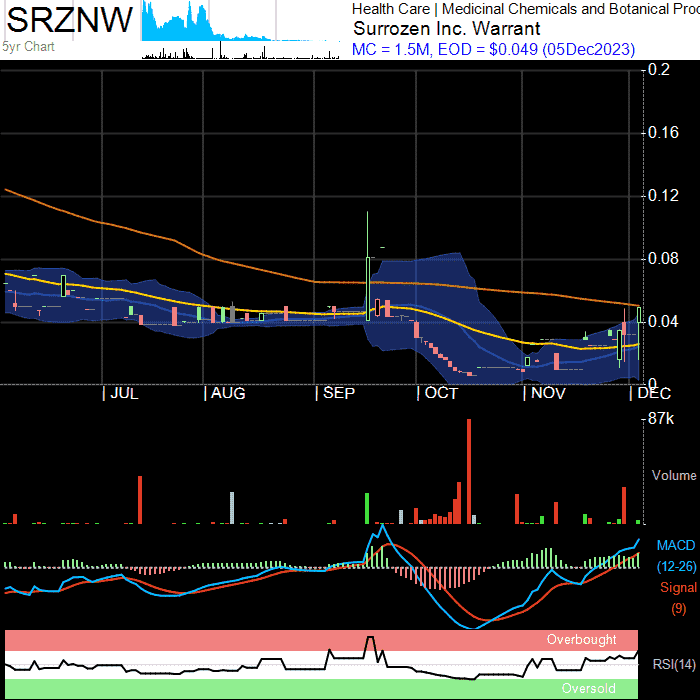 SRZNW
5yr Chart
Health Care | Medicinal Chemicals and Botanical Proc
Surrozen Inc. Warrant
MC = 1.5M, EOD = $0.049 (05Dec2023)
0.2
0.16
0.12
0.08
0.04
0
| JUL | AUG | SEP | OCT | NOV | DEC
87k
Volume
MACD
(12-26)
Signal
(9)
Overbought
RSI(14)
Oversold